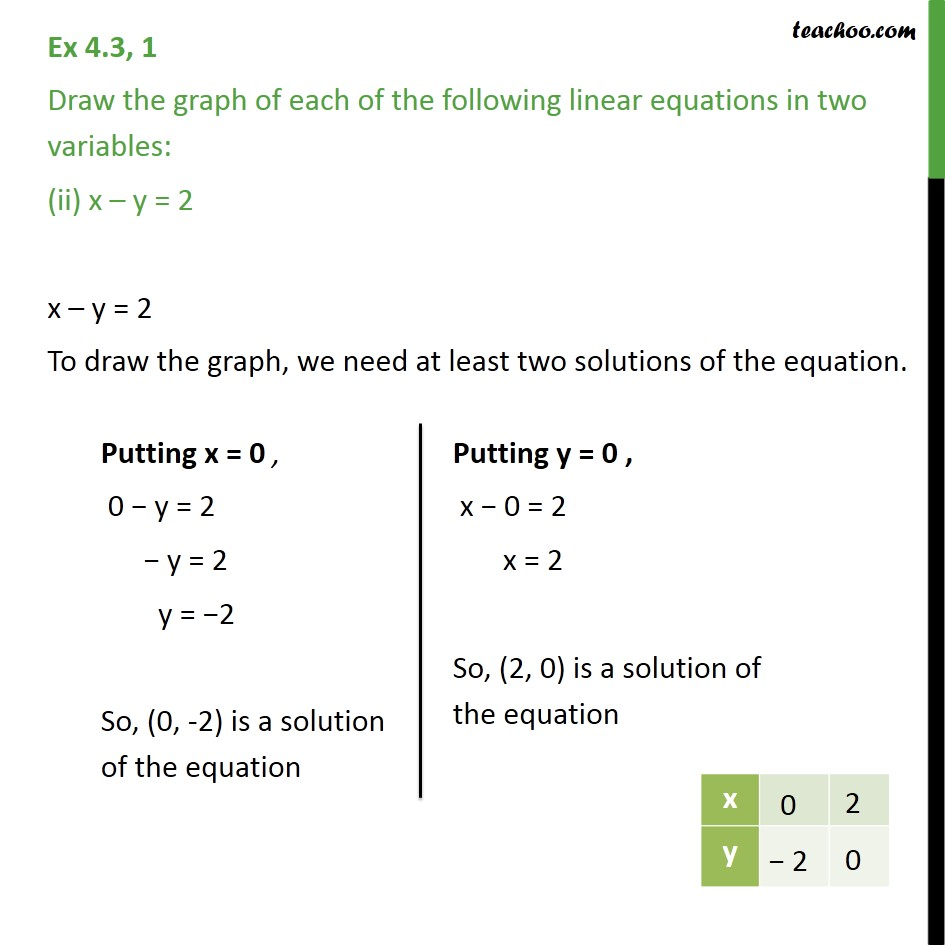 teachoo.com
Ex 4.3, 1
Draw the graph of each of the following linear equations in two
variables:
(ii) x – y = 2
x – y = 2
To draw the graph, we need at least two solutions of the equation.
Putting x = 0 ,
0 − y = 2
− y = 2
y = −2
So, (0, -2) is a solution
of the equation
Putting y = 0 ,
x − 0 = 2
x = 2
So, (2, 0) is a solution of
the equation
x 0 2
y − 2 0